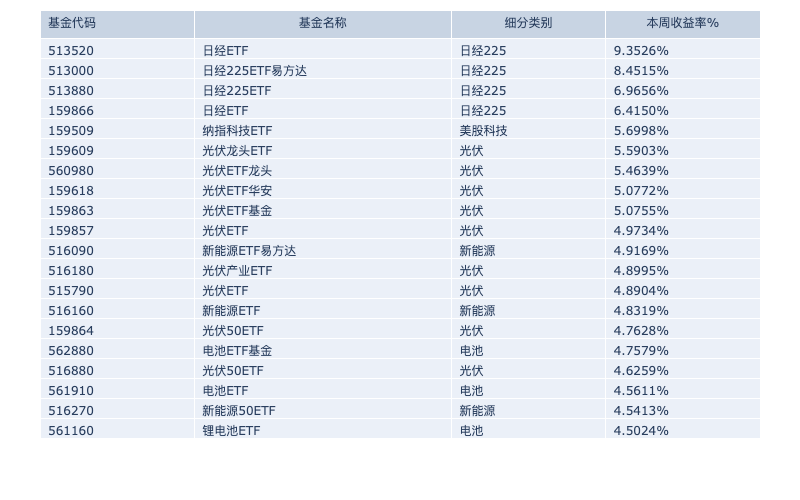 基金代码 基金名称 细分类别 本周收益率%
513520 日经ETF 日经225 9.3526%
513000 日经225ETF易方达 日经225 8.4515%
513880 日经225ETF 日经225 6.9656%
159866 日经ETF 日经225 6.4150%
159509 纳指科技ETF 美股科技 5.6998%
159609 光伏龙头ETF 光伏 5.5903%
560980 光伏ETF龙头 光伏 5.4639%
159618 光伏ETF华安 光伏 5.0772%
159863 光伏ETF基金 光伏 5.0755%
159857 光伏ETF 光伏 4.9734%
516090 新能源ETF易方达 新能源 4.9169%
516180 光伏产业ETF 光伏 4.8995%
515790 光伏ETF 光伏 4.8904%
516160 新能源ETF 新能源 4.8319%
159864 光伏50ETF 光伏 4.7628%
562880 电池ETF基金 电池 4.7579%
516880 光伏50ETF 光伏 4.6259%
561910 电池ETF 电池 4.5611%
516270 新能源50ETF 新能源 4.5413%
561160 锂电池ETF 电池 4.5024%